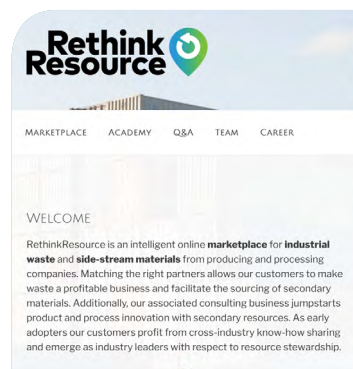 Rethink
Resource
MARKETPLACE ACADEMY Q&A TEAM CAREER
WELCOME
RethinkResource is an intelligent online marketplace for industrial
waste and side-stream materials from producing and processing
companies. Matching the right partners allows our customers to make
waste a profitable business and facilitate the sourcing of secondary
materials. Additionally, our associated consulting business jumpstarts
product and process innovation with secondary resources. As early
adopters our customers profit from cross-industry know-how sharing
and emerge as industry leaders with respect to resource stewardship.